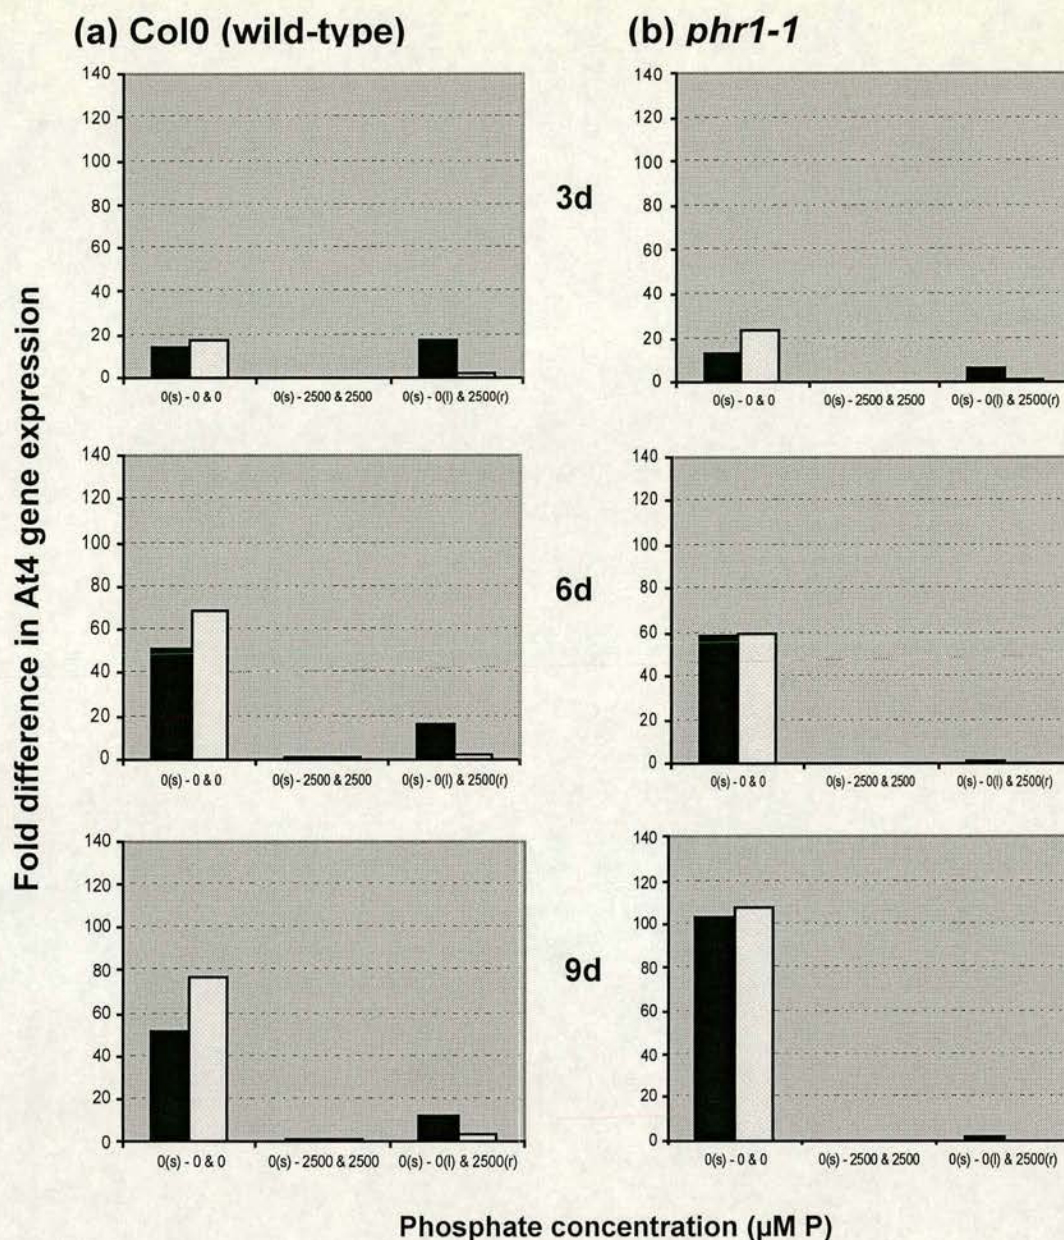 (a) Col0 (wild-type)
(b) phr1-1
Fold difference in At4 gene expression
140
120
100
80
60
40
20
0
0(s) - 0 & 0
0(s) - 2500 & 2500
0(s) - 0(l) & 2500(r)
3d
140
120
100
80
60
40
20
0
0(s) - 0 & 0
0(s) - 2500 & 2500
0(s) - 0(l) & 2500(r)
140
120
100
80
60
40
20
0
0(s) - 0 & 0
0(s) - 2500 & 2500
0(s) - 0(l) & 2500(r)
6d
140
120
100
80
60
40
20
0
0(s) - 0 & 0
0(s) - 2500 & 2500
0(s) - 0(l) & 2500(r)
140
120
100
80
60
40
20
0
0(s) - 0 & 0
0(s) - 2500 & 2500
0(s) - 0(l) & 2500(r)
9d
140
120
100
80
60
40
20
0
0(s) - 0 & 0
0(s) - 2500 & 2500
0(s) - 0(l) & 2500(r)
Phosphate concentration (µM P)